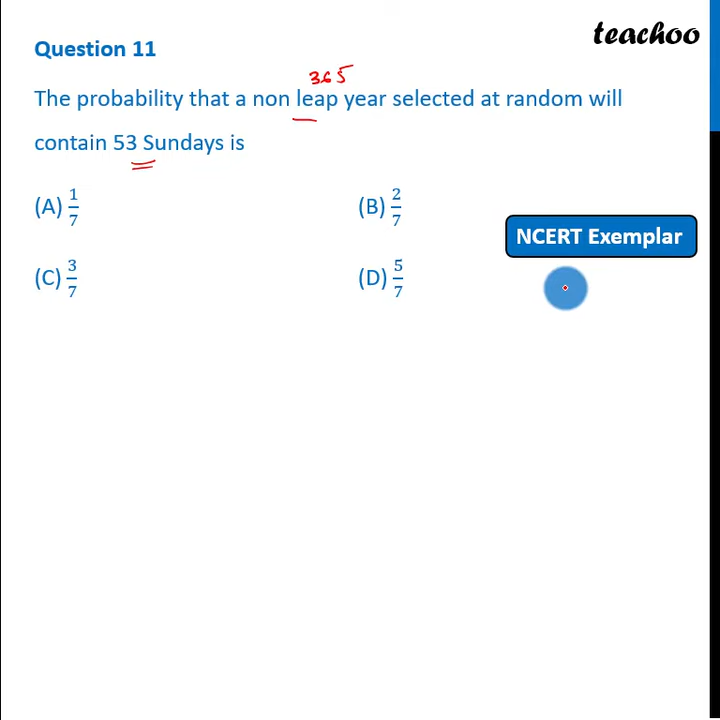 teachoo
Question 11
365
The probability that a non leap year selected at random will
contain 53 Sundays is
(A) 1/7 (B) 2/7
NCERT Exemplar
(C) 3/7 (D) 5/7